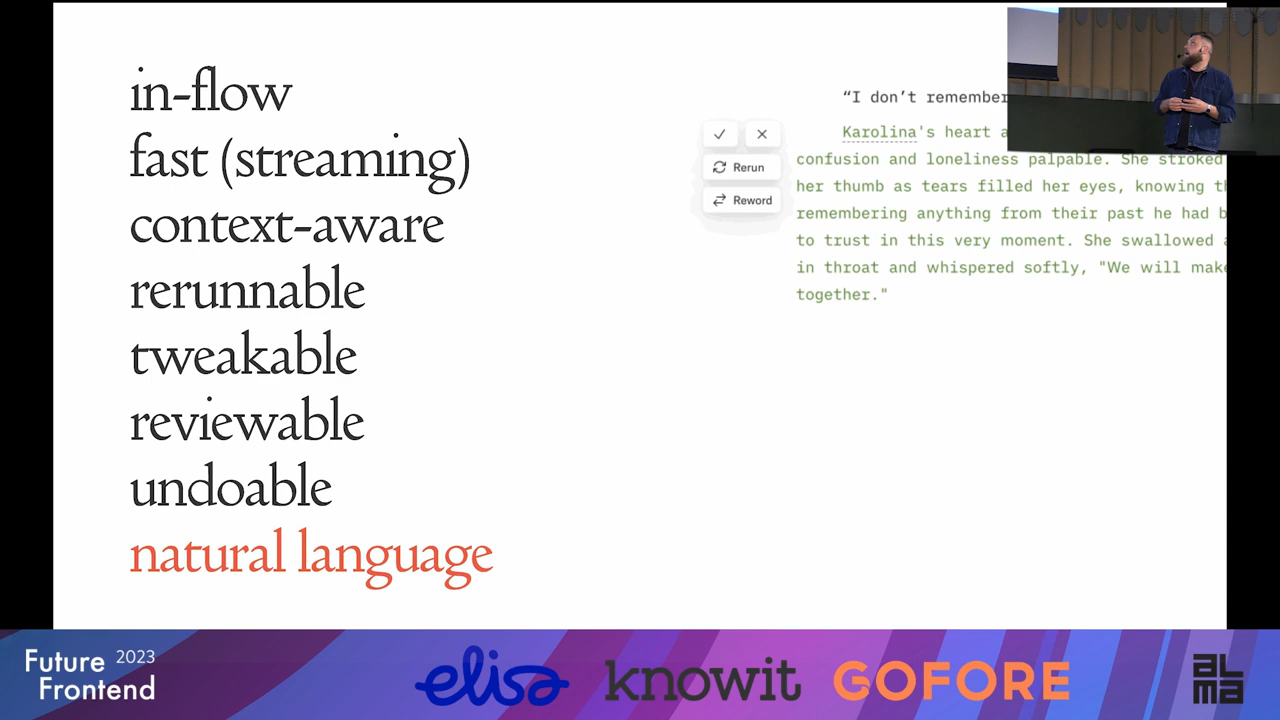 in-flow
fast (streaming)
context-aware
rerunnable
tweakable
reviewable
undoable
natural language
“I don’t remember
Karolina's heart a
confusion and loneliness palpable. She stroked
her thumb as tears filled her eyes, knowing th
remembering anything from their past he had b
to trust in this very moment. She swallowed a
in throat and whispered softly, "We will make
together."
Rerun
Reword
Future 2023
Frontend
elisa
knowit
GOFORE
aLma